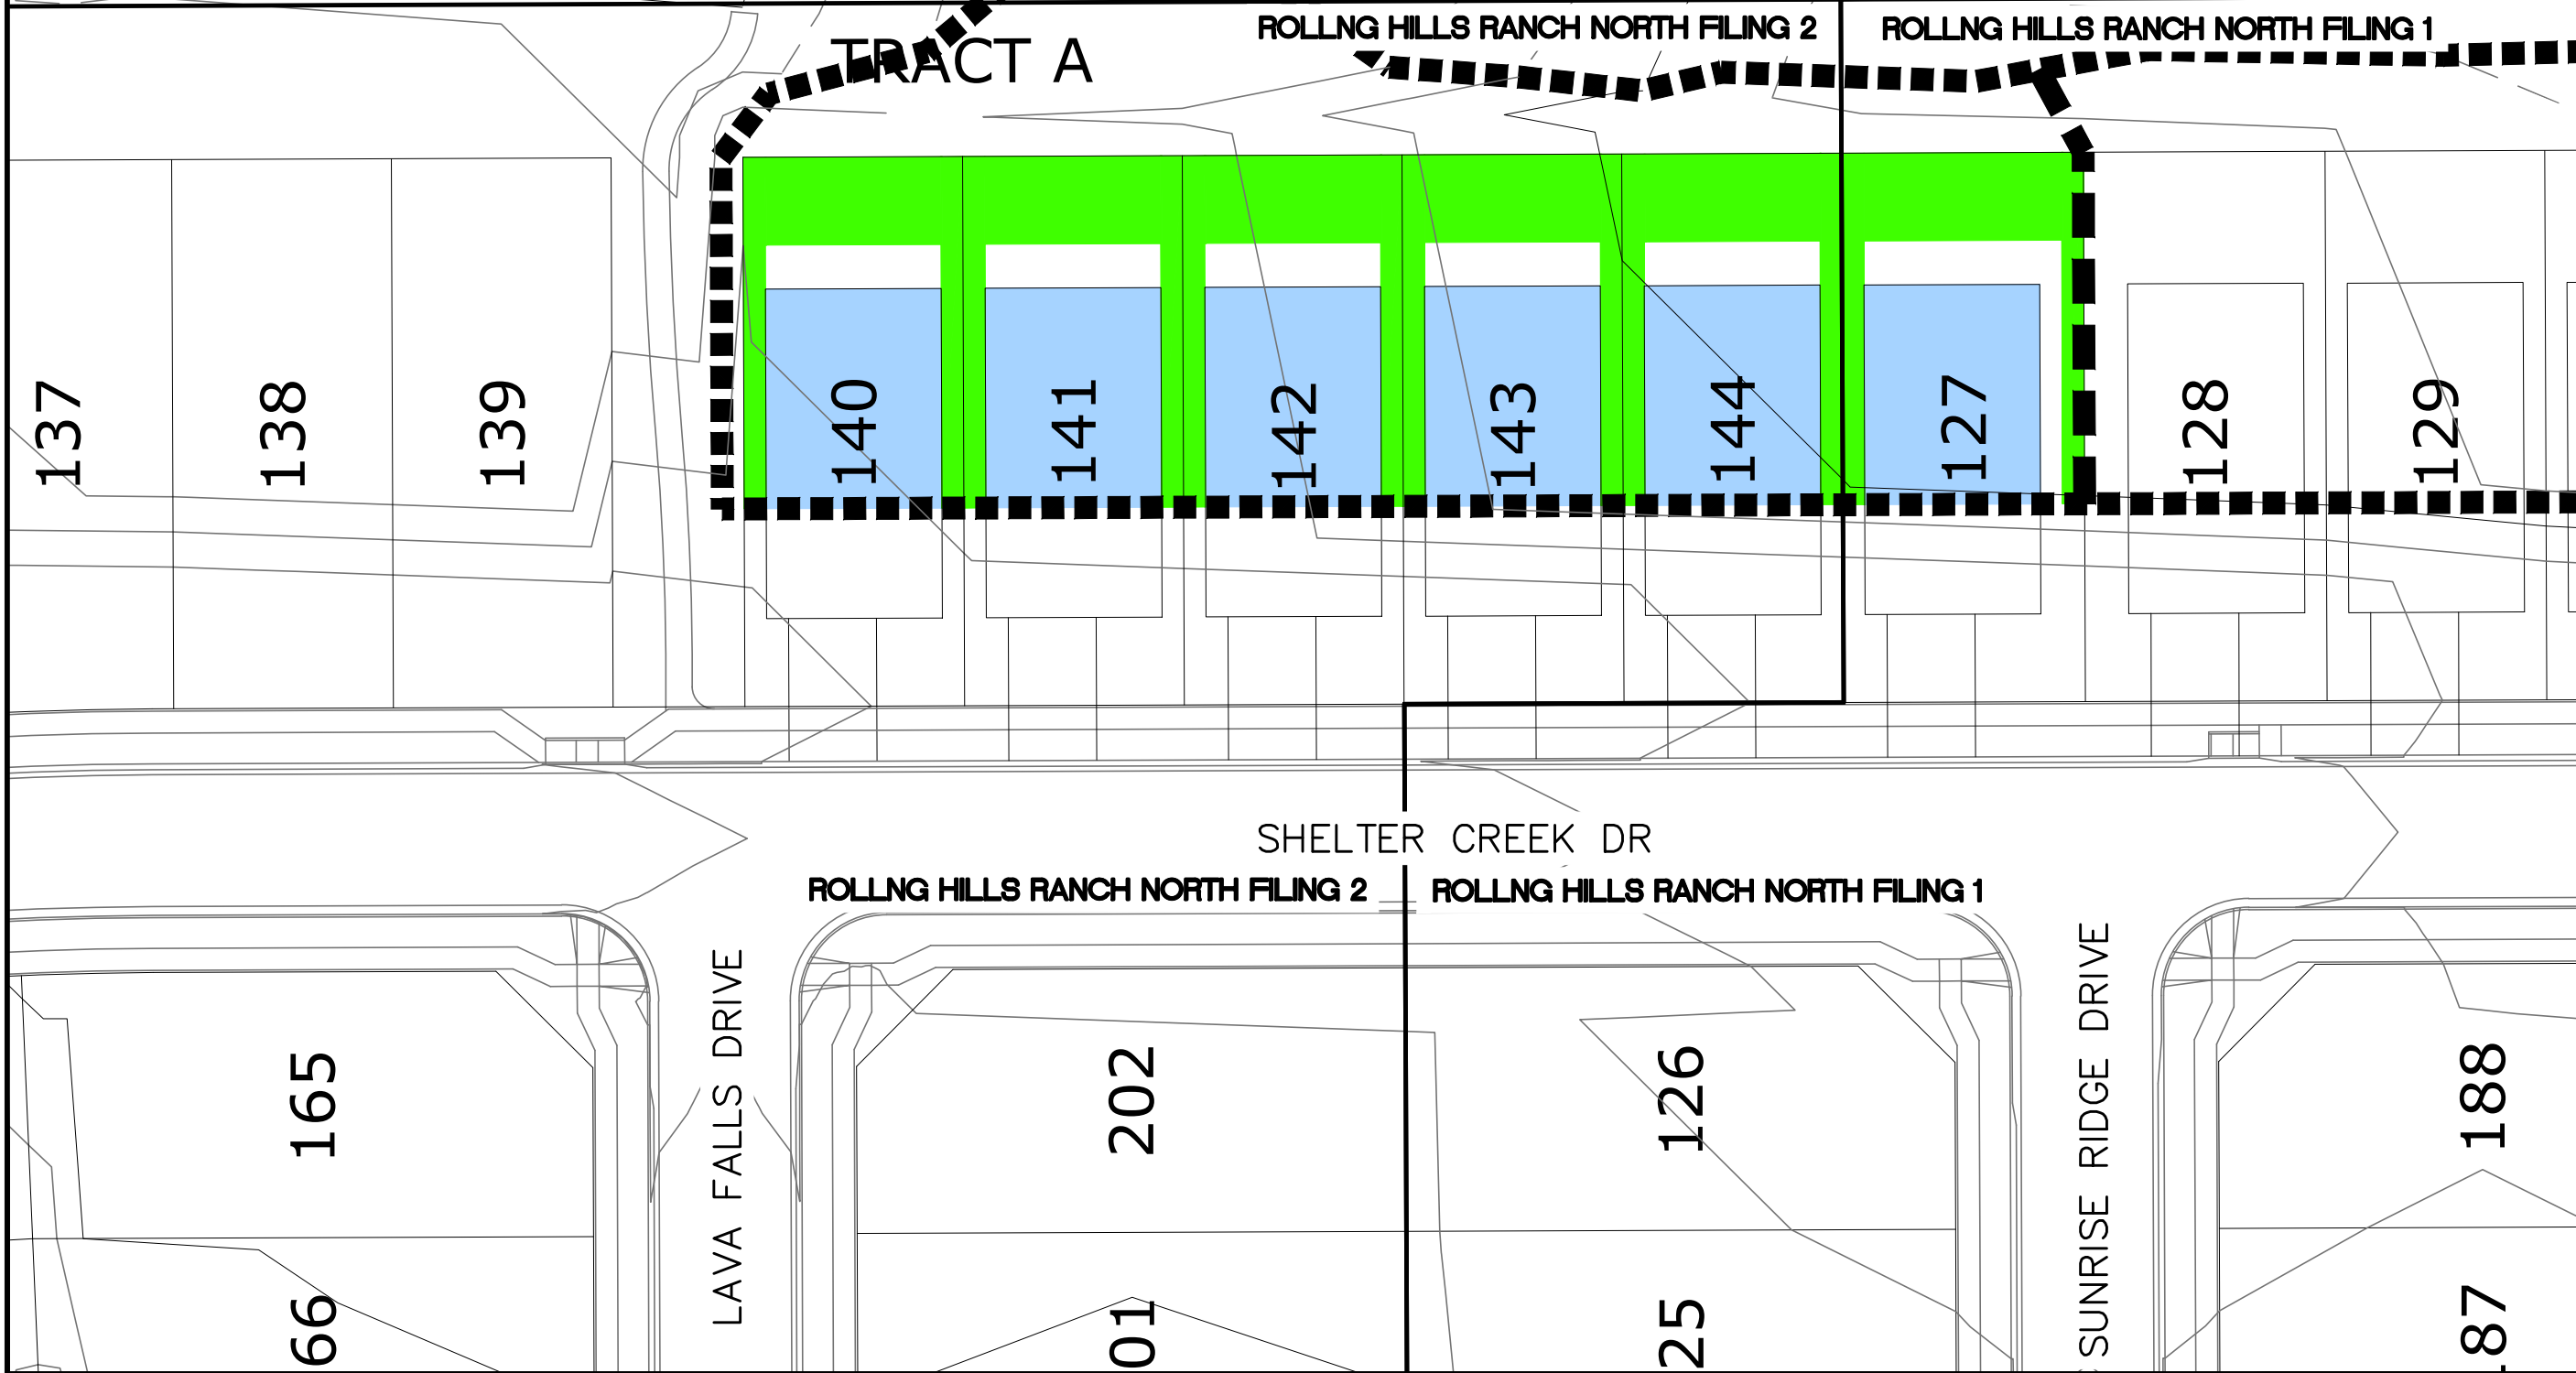 ROLLNG HILLS RANCH NORTH FILING 2
ROLLNG HILLS RANCH NORTH FILING 1
TRACT A
137
138
139
140
141
142
143
144
127
128
129
SHELTER CREEK DR
ROLLNG HILLS RANCH NORTH FILING 2
ROLLNG HILLS RANCH NORTH FILING 1
LAVA FALLS DRIVE
SUNRISE RIDGE DRIVE
165
202
126
188
66
01
25
87